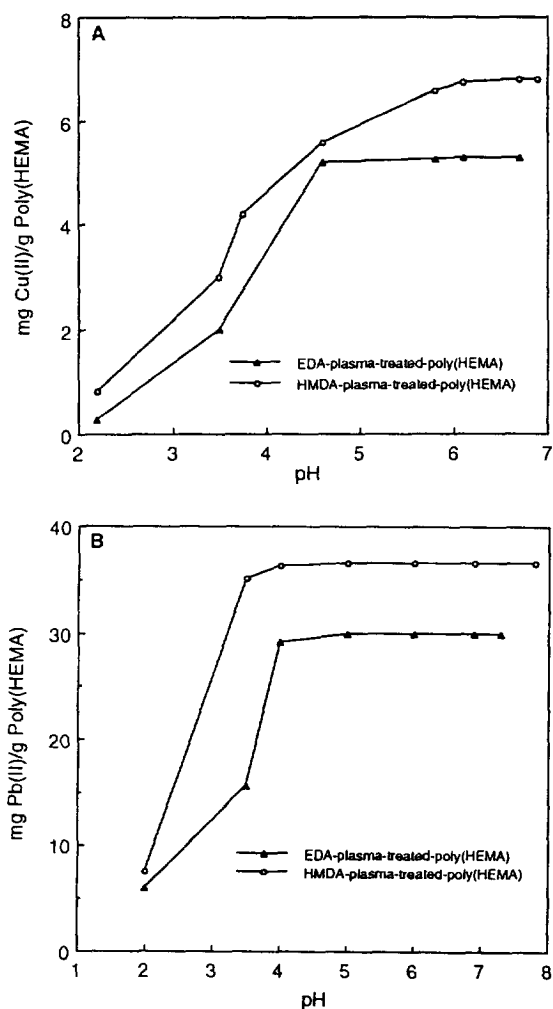 A
8
6
4
2
0
mg Cu(II)/g Poly(HEMA)
EDA-plasma-treated-poly(HEMA)
HMDA-plasma-treated-poly(HEMA)
2 3 4 5 6 7
pH
B
40
30
20
10
0
mg Pb(II)/g Poly(HEMA)
EDA-plasma-treated-poly(HEMA)
HMDA-plasma-treated-poly(HEMA)
1 2 3 4 5 6 7 8
pH